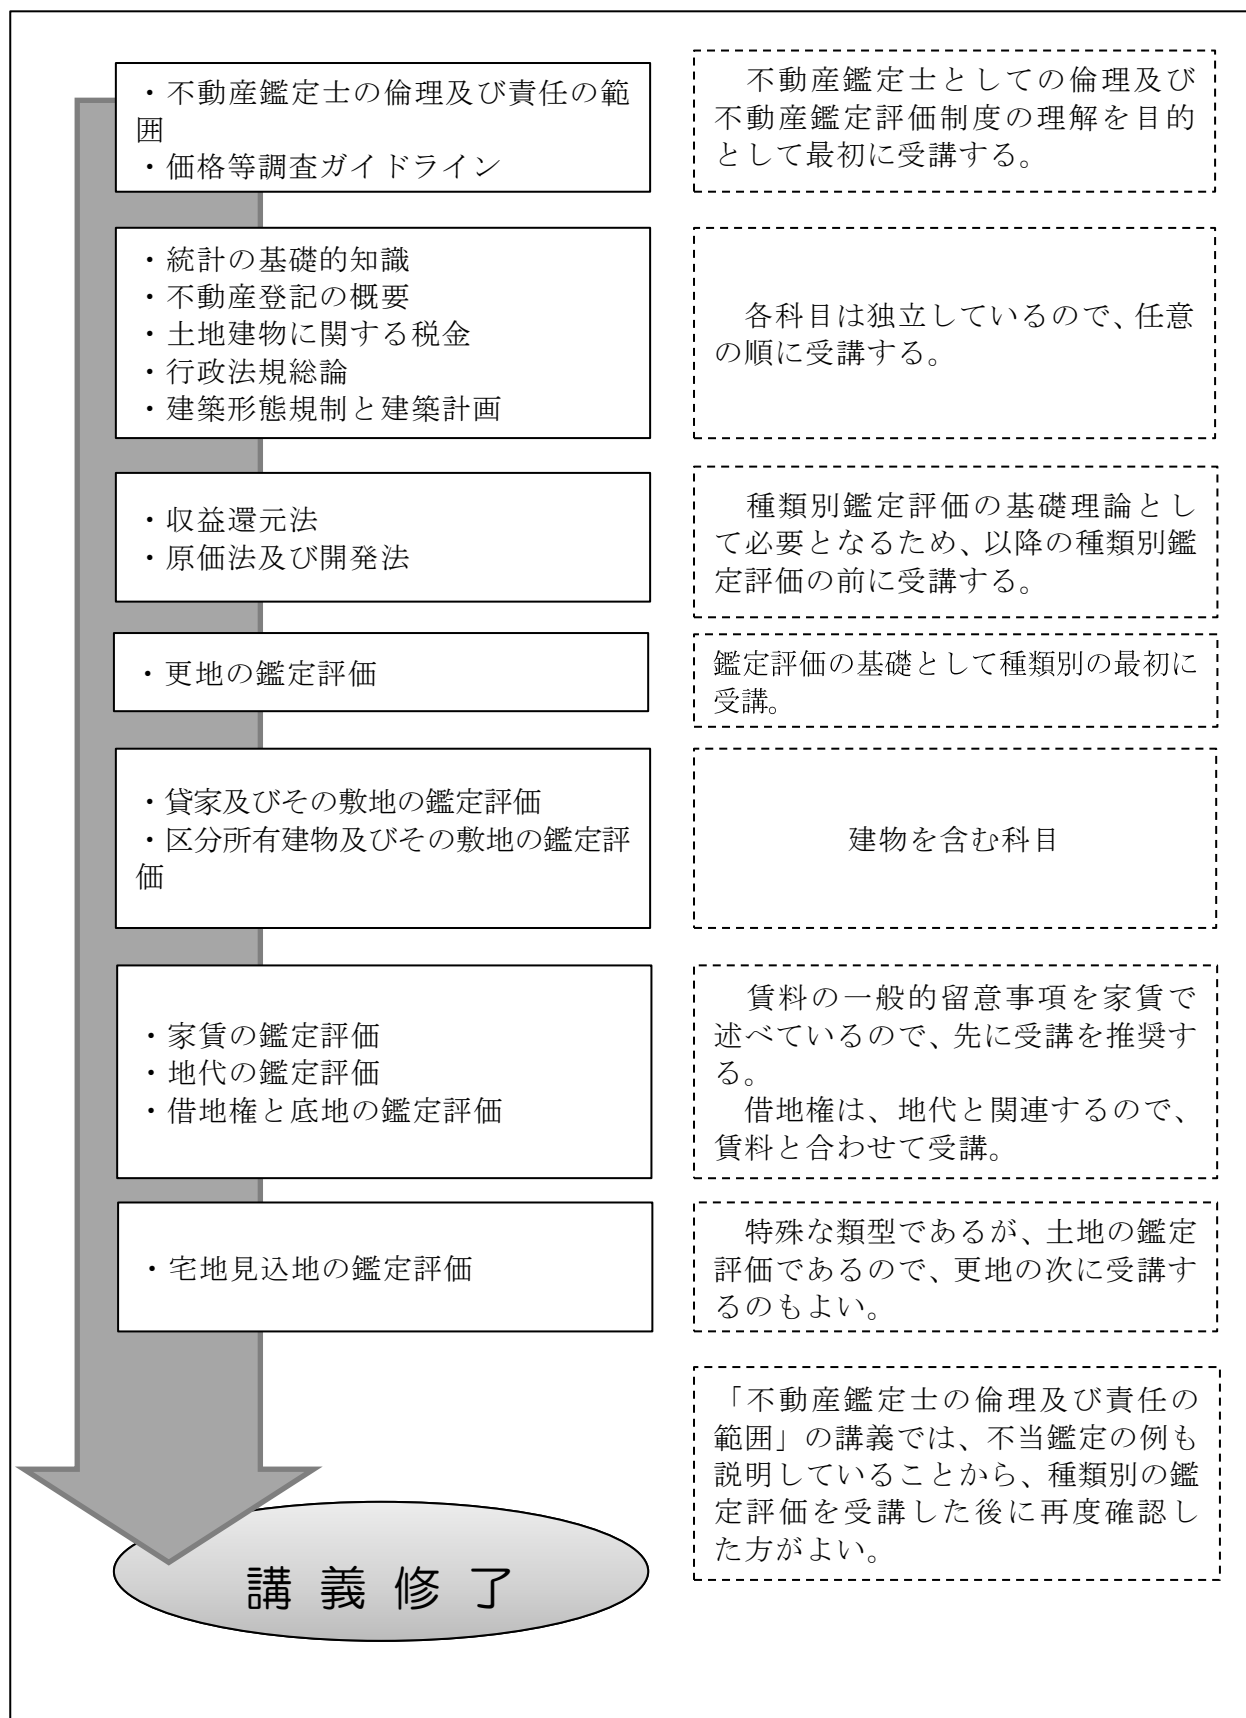 ・不動産鑑定士の倫理及び責任の範
囲
・価格等調査ガイドライン
不動産鑑定士としての倫理及び
不動産鑑定評価制度の理解を目的
として最初に受講する。
・統計の基礎的知識
・不動産登記の概要
・土地建物に関する税金
・行政法規総論
・建築形態規制と建築計画
各科目は独立しているので、任意
の順に受講する。
・収益還元法
・原価法及び開発法
種類別鑑定評価の基礎理論とし
て必要となるため、以降の種類別鑑
定評価の前に受講する。
・更地の鑑定評価
鑑定評価の基礎として種類別の最初に
受講。
・貸家及びその敷地の鑑定評価
・区分所有建物及びその敷地の鑑定評
価
建物を含む科目
・家賃の鑑定評価
・地代の鑑定評価
・借地権と底地の鑑定評価
賃料の一般的留意事項を家賃で
述べているので、先に受講を推奨す
る。
借地権は、地代と関連するので、
賃料と合わせて受講。
・宅地見込地の鑑定評価
特殊な類型であるが、土地の鑑定
評価であるので、更地の次に受講す
るのもよい。
「不動産鑑定士の倫理及び責任の
範囲」の講義では、不当鑑定の例も
説明していることから、種類別の鑑
定評価を受講した後に再度確認し
た方がよい。
講義修了